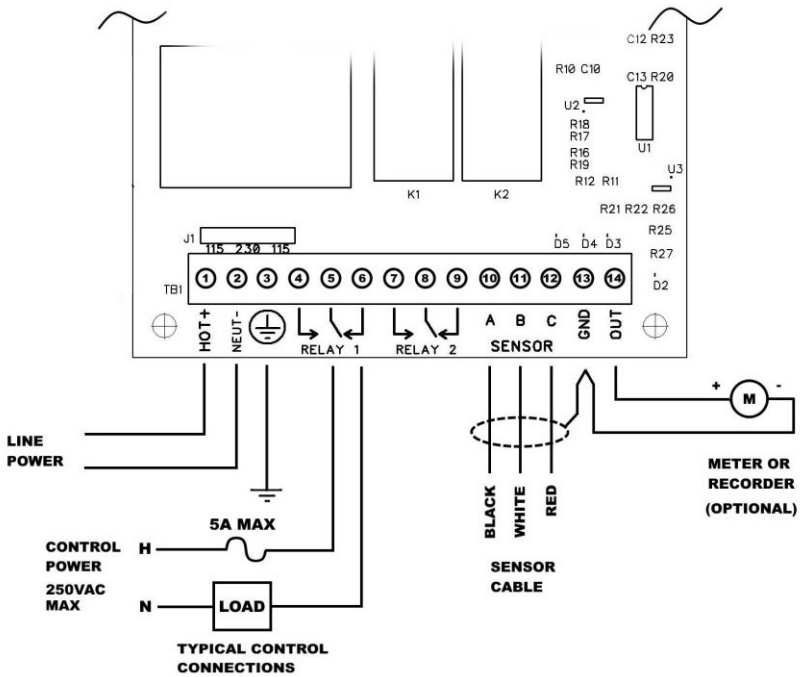 C12 R23
R10 C10
C13 R20
U2
R18
R17
U1
R16
R19
U3
R12 R11
K1
K2
R21 R22 R26
R25
J1
115 230 115
D5
D4
D3
R27
TB1
1 2 3 4 5 6 7 8 9 10 11 12 13 14
D2
HOT+
NEUT-
RELAY 1
RELAY 2
A B C
SENSOR
GND
OUT
+ M -
LINE
POWER
METER OR
RECORDER
(OPTIONAL)
BLACK
WHITE
RED
SENSOR
CABLE
5A MAX
CONTROL
POWER
H
250VAC
MAX
N
LOAD
TYPICAL CONTROL
CONNECTIONS